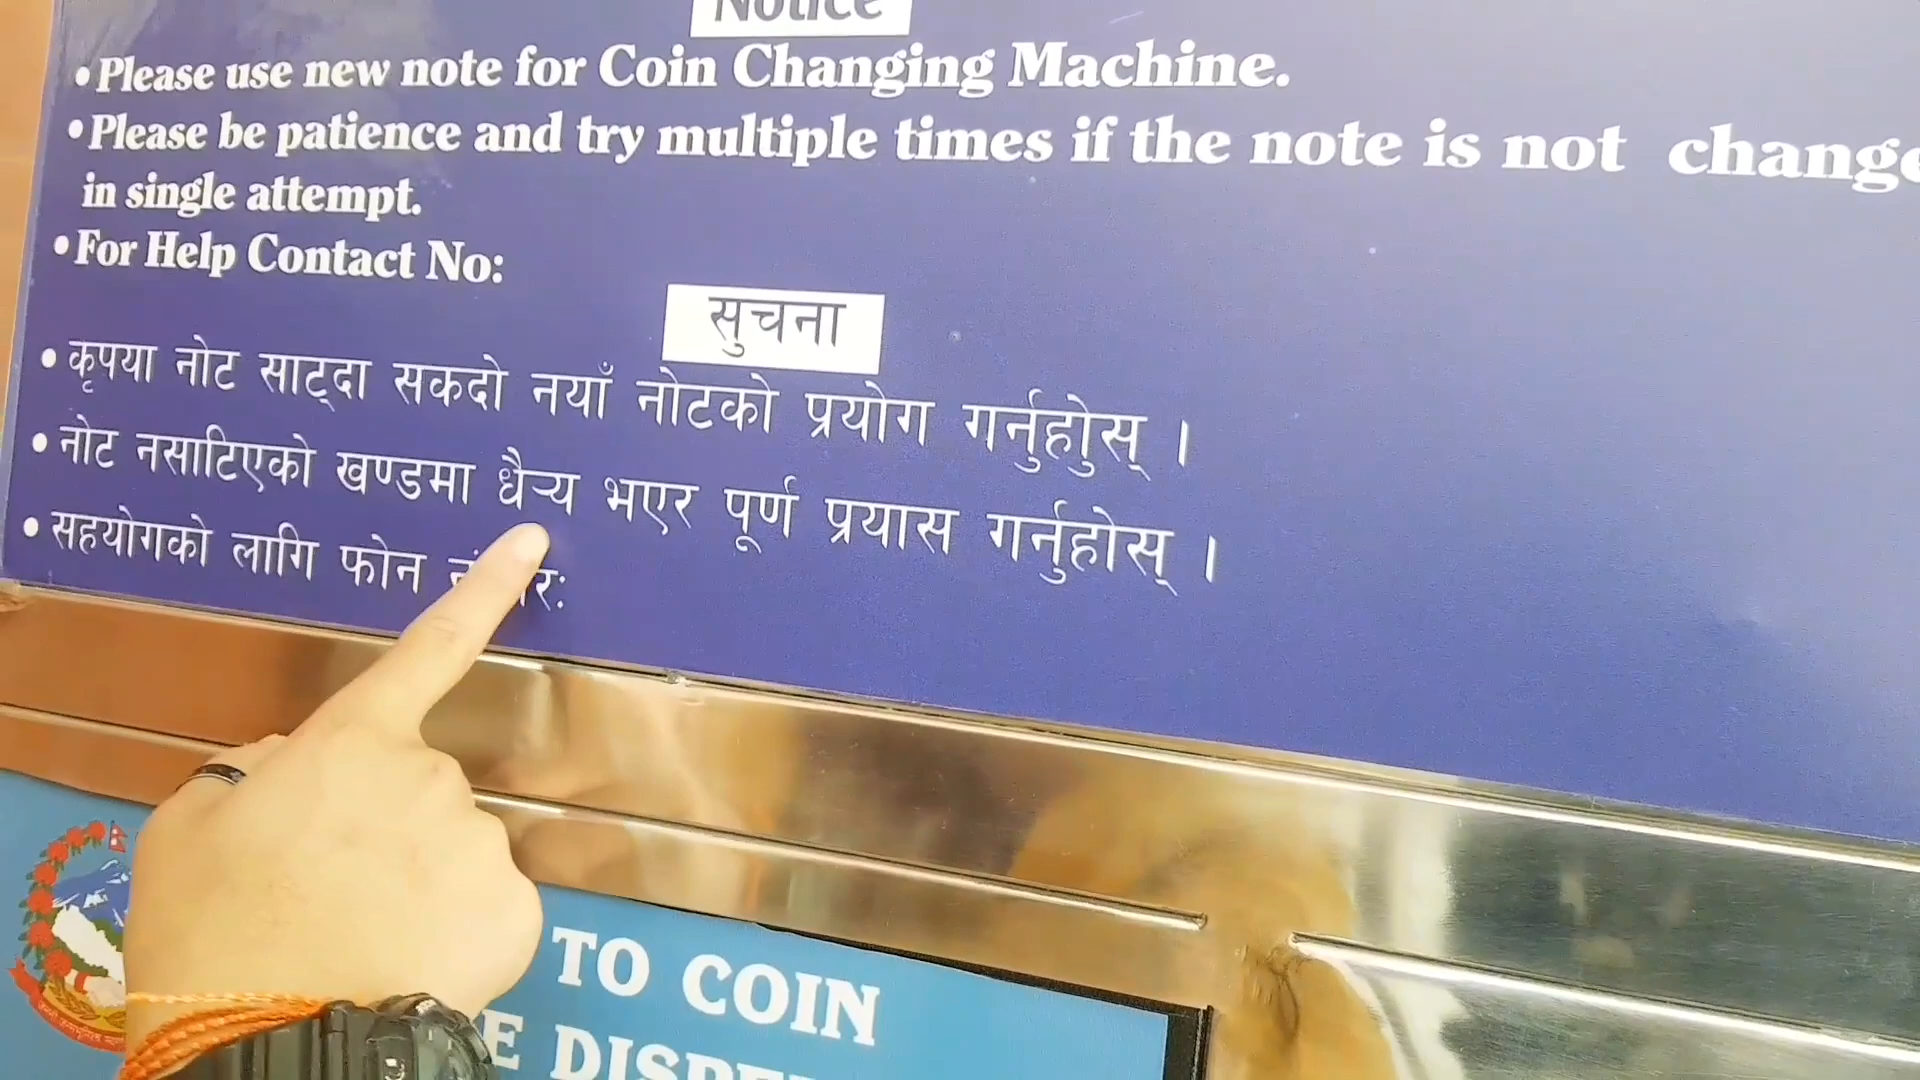 Notice
• Please use new note for Coin Changing Machine.
• Please be patience and try multiple times if the note is not change
in single attempt.
• For Help Contact No:
सुचना
• कृपया नोट साट्दा सकदो नयाँ नोटको प्रयोग गर्नुहोुस् ।
• नोट नसाटिएको खण्डमा धैर्‍य भएर पूर्ण प्रयास गर्नुहोस् ।
• सहयोगको लागि फोन
TO COIN